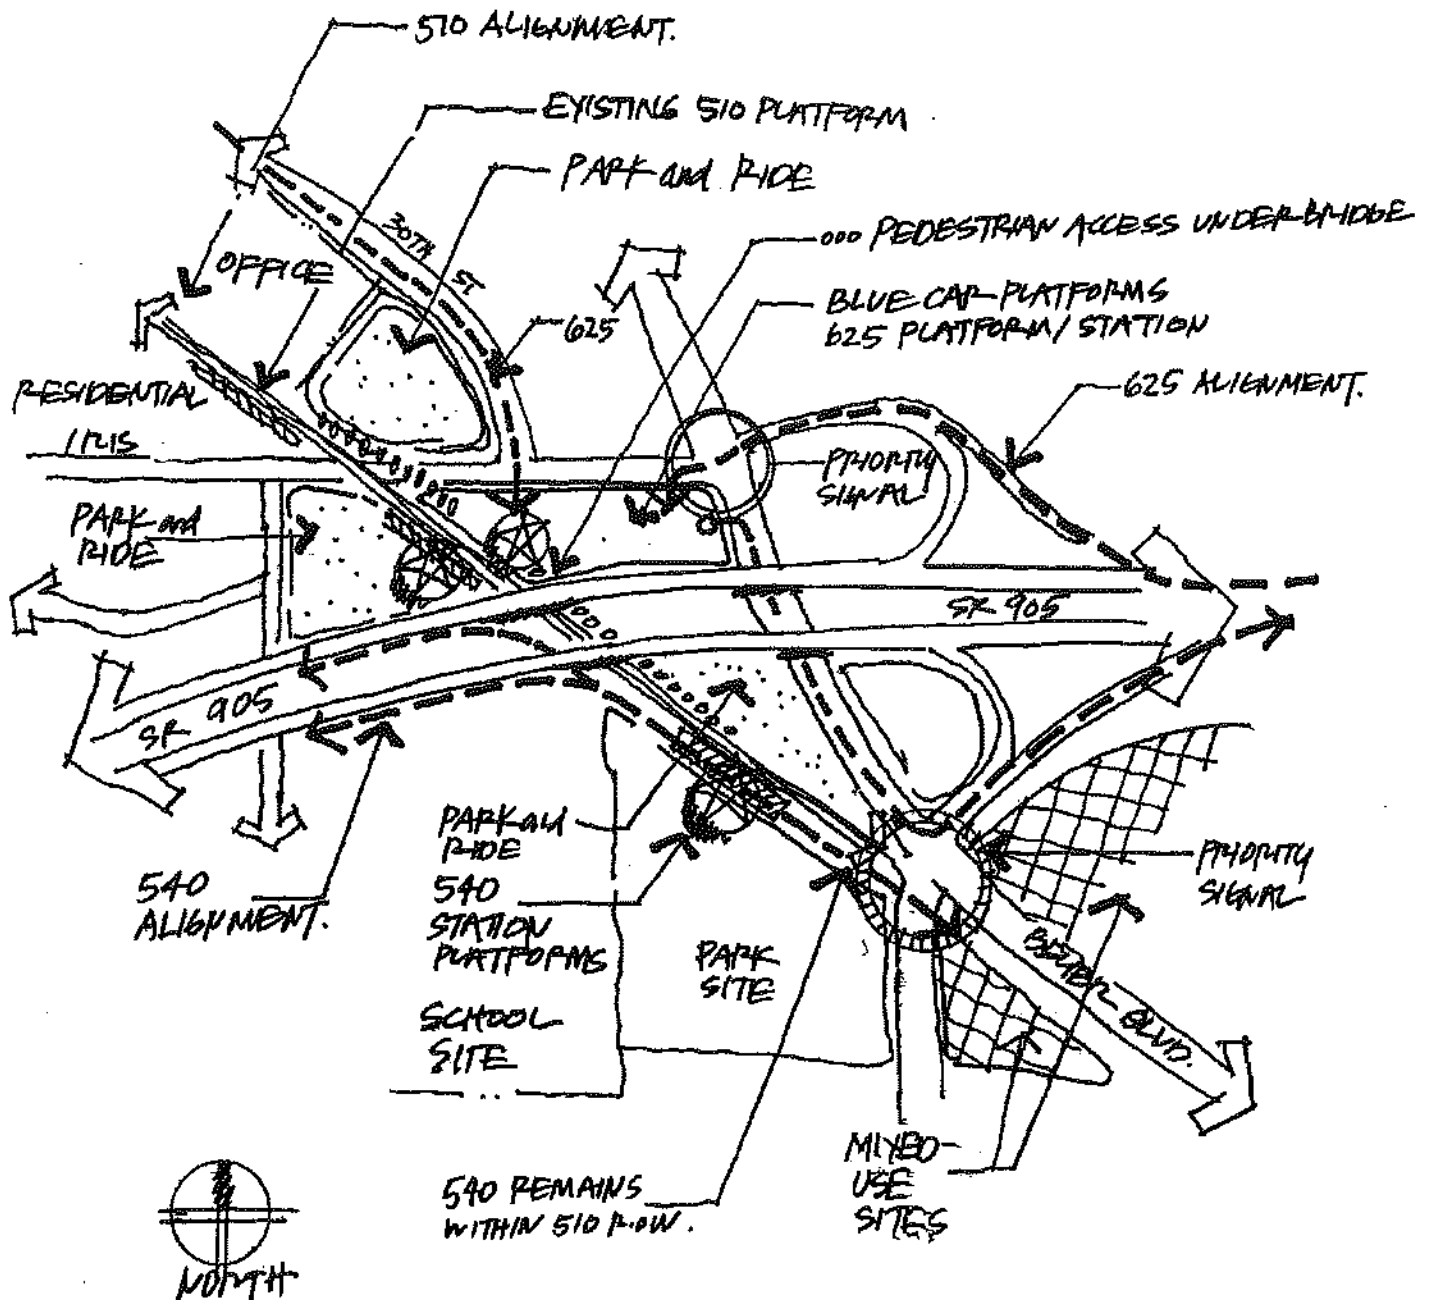 510 ALIGNMENT.
EXISTING 510 PLATFORM
PARK and RIDE
30TH ST
000 PEDESTRIAN ACCESS UNDER BRIDGE
OFFICE
BLUE CAR PLATFORMS
625 PLATFORM/STATION
625
625 ALIGNMENT.
RESIDENTIAL
IRIS
PRIORITY
SIGNAL
PARK and
RIDE
SR 905
SR 905
PARK and
RIDE
540
ALIGNMENT.
540
STATION
PLATFORMS
PRIORITY
SIGNAL
PARK
SITE
BEYER BLVD.
SCHOOL
SITE
MIXED-
USE
SITES
540 REMAINS
WITHIN 510 R.O.W.
NORTH